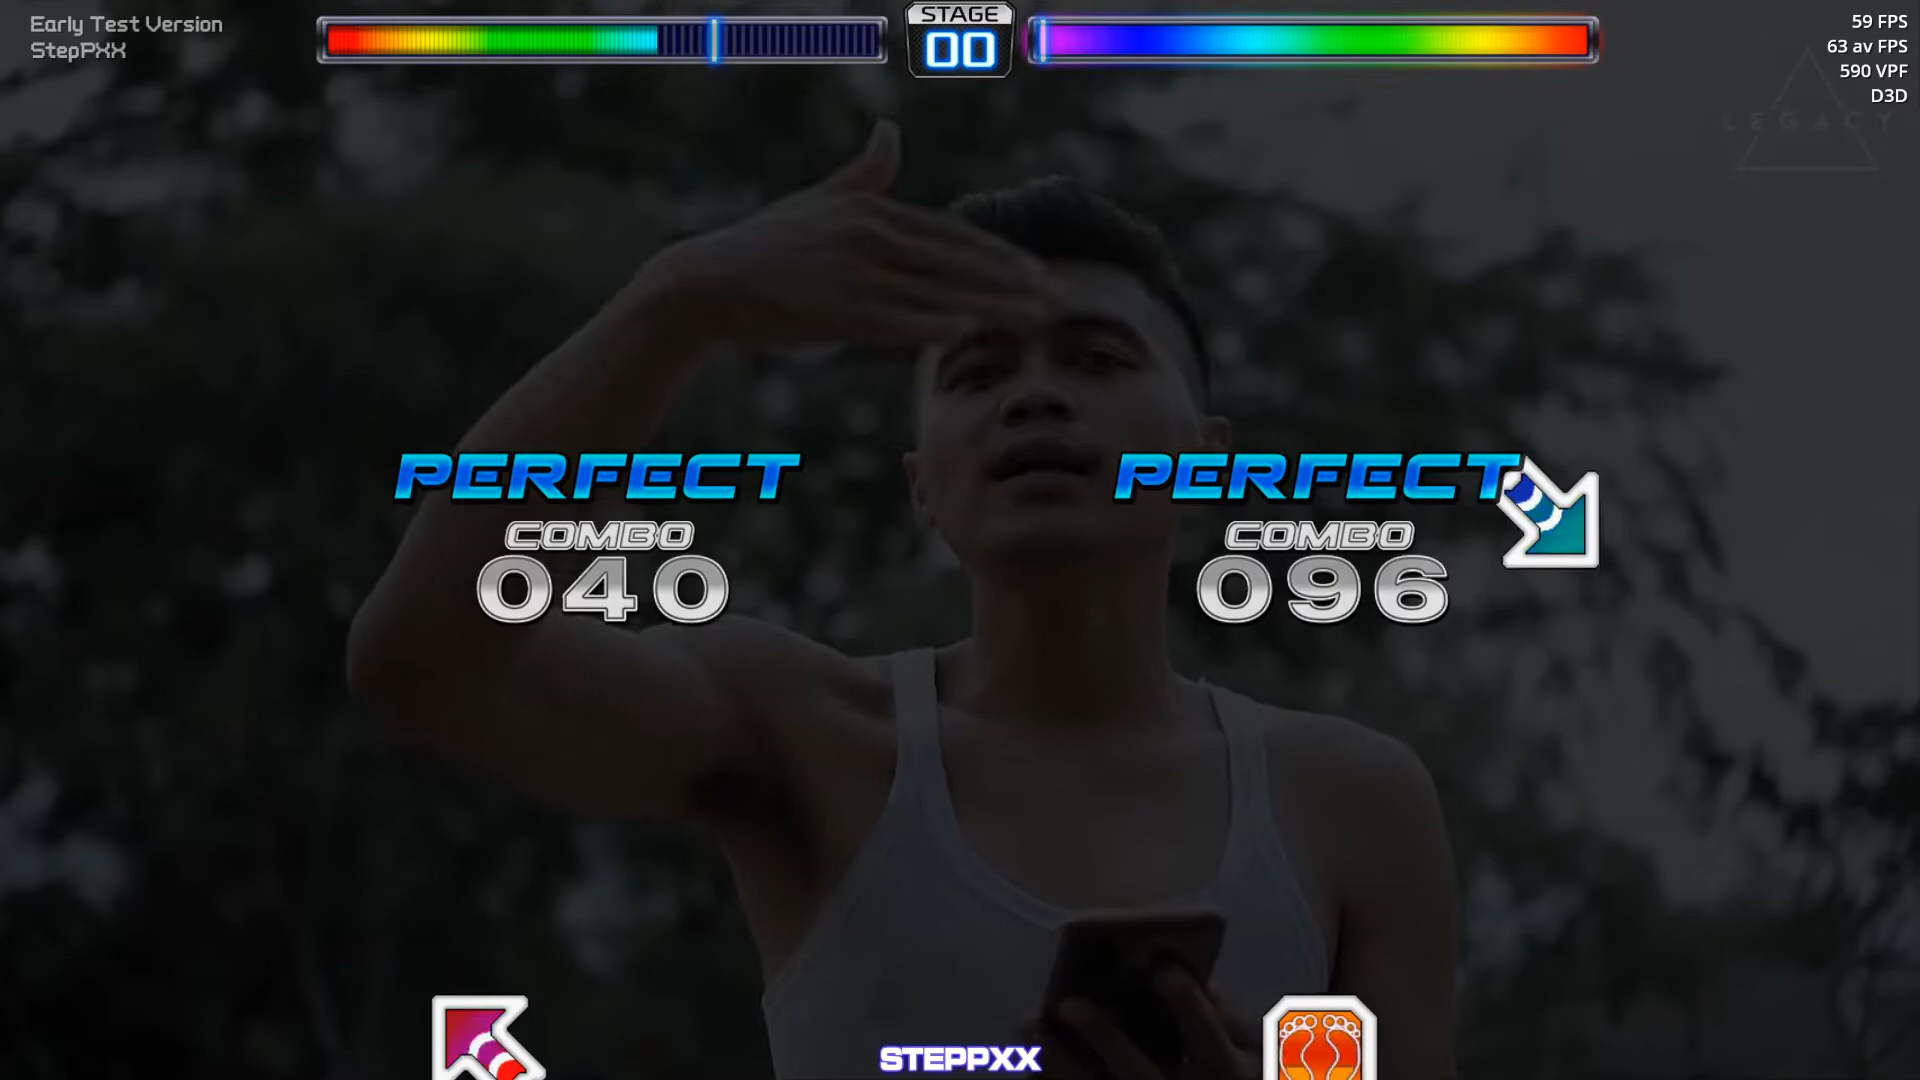 Early Test Version
StepPXX
STAGE
00
59 FPS
63 av FPS
590 VPF
D3D
LEGACY
PERFECT
COMBO
040
PERFECT
COMBO
096
STEPPXX